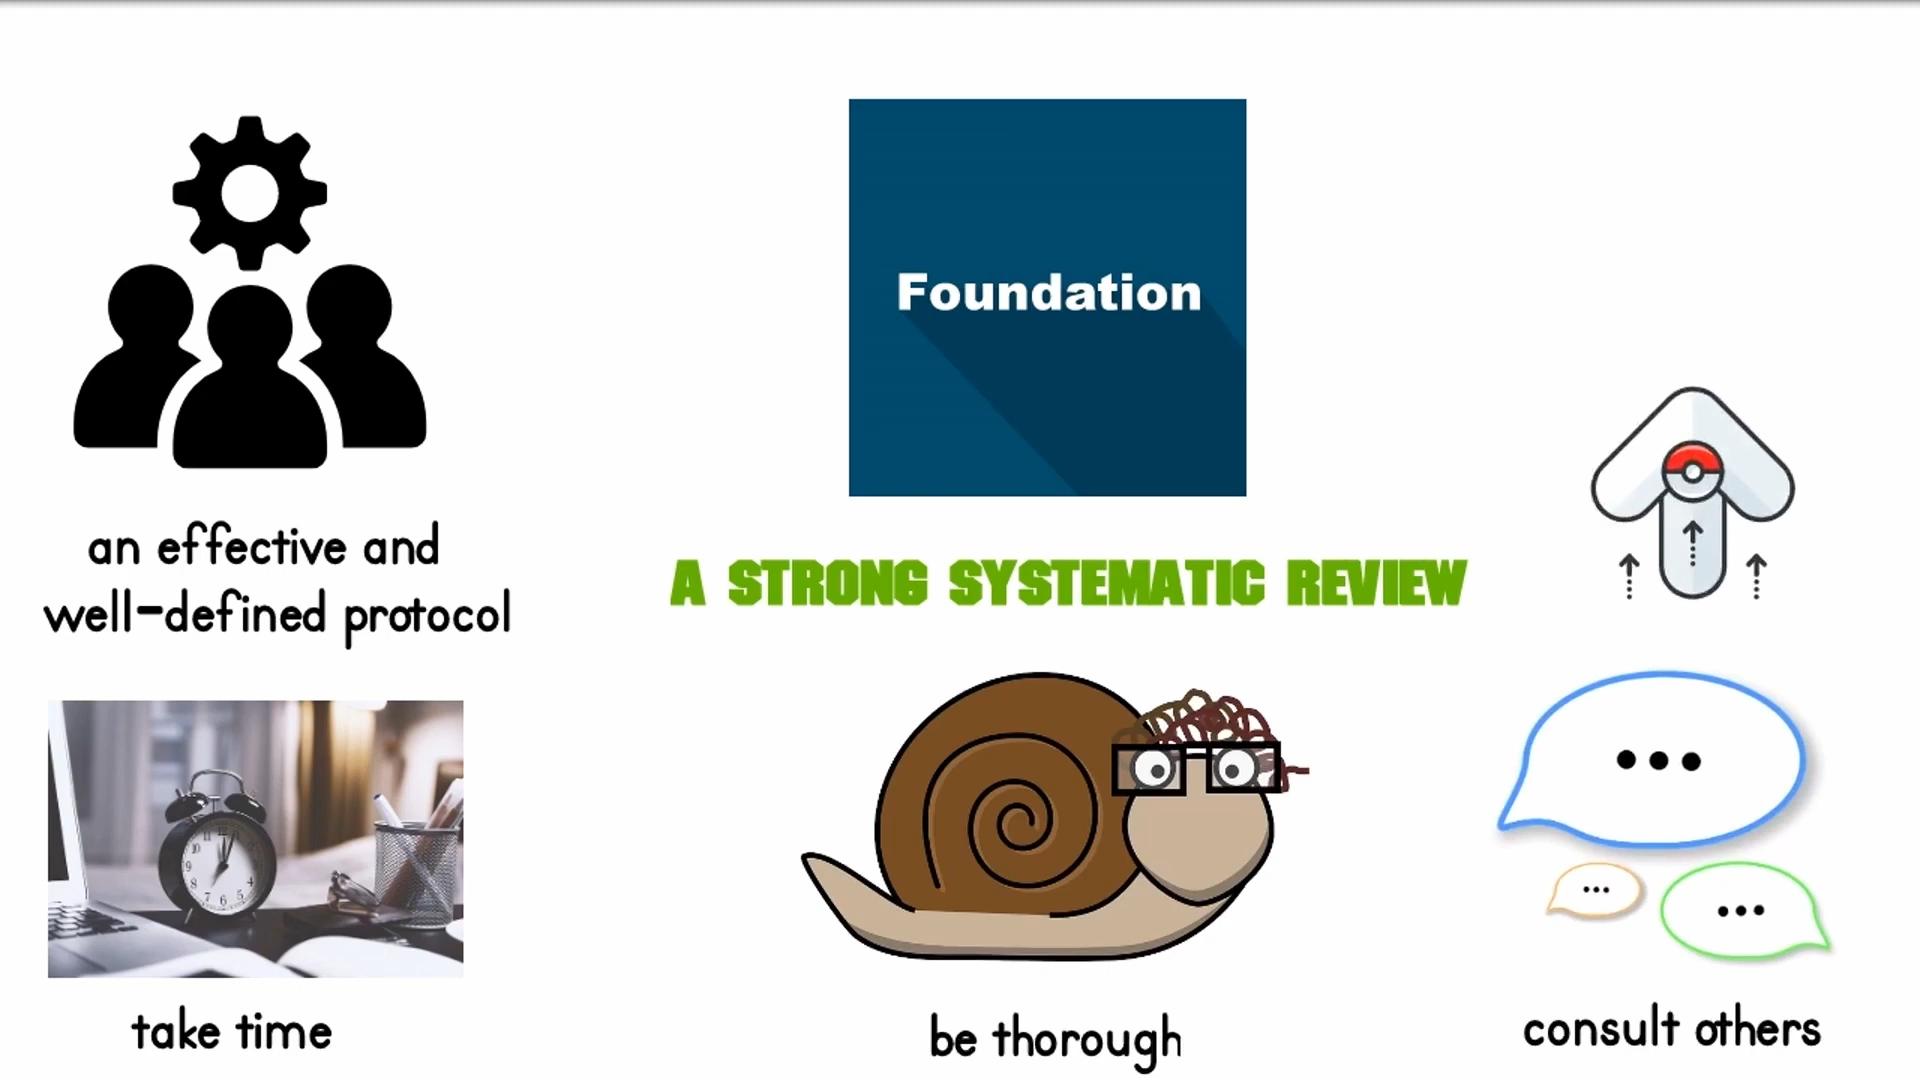 Foundation
an effective and
well-defined protocol
A STRONG SYSTEMATIC REVIEW
take time
be thorough
consult others